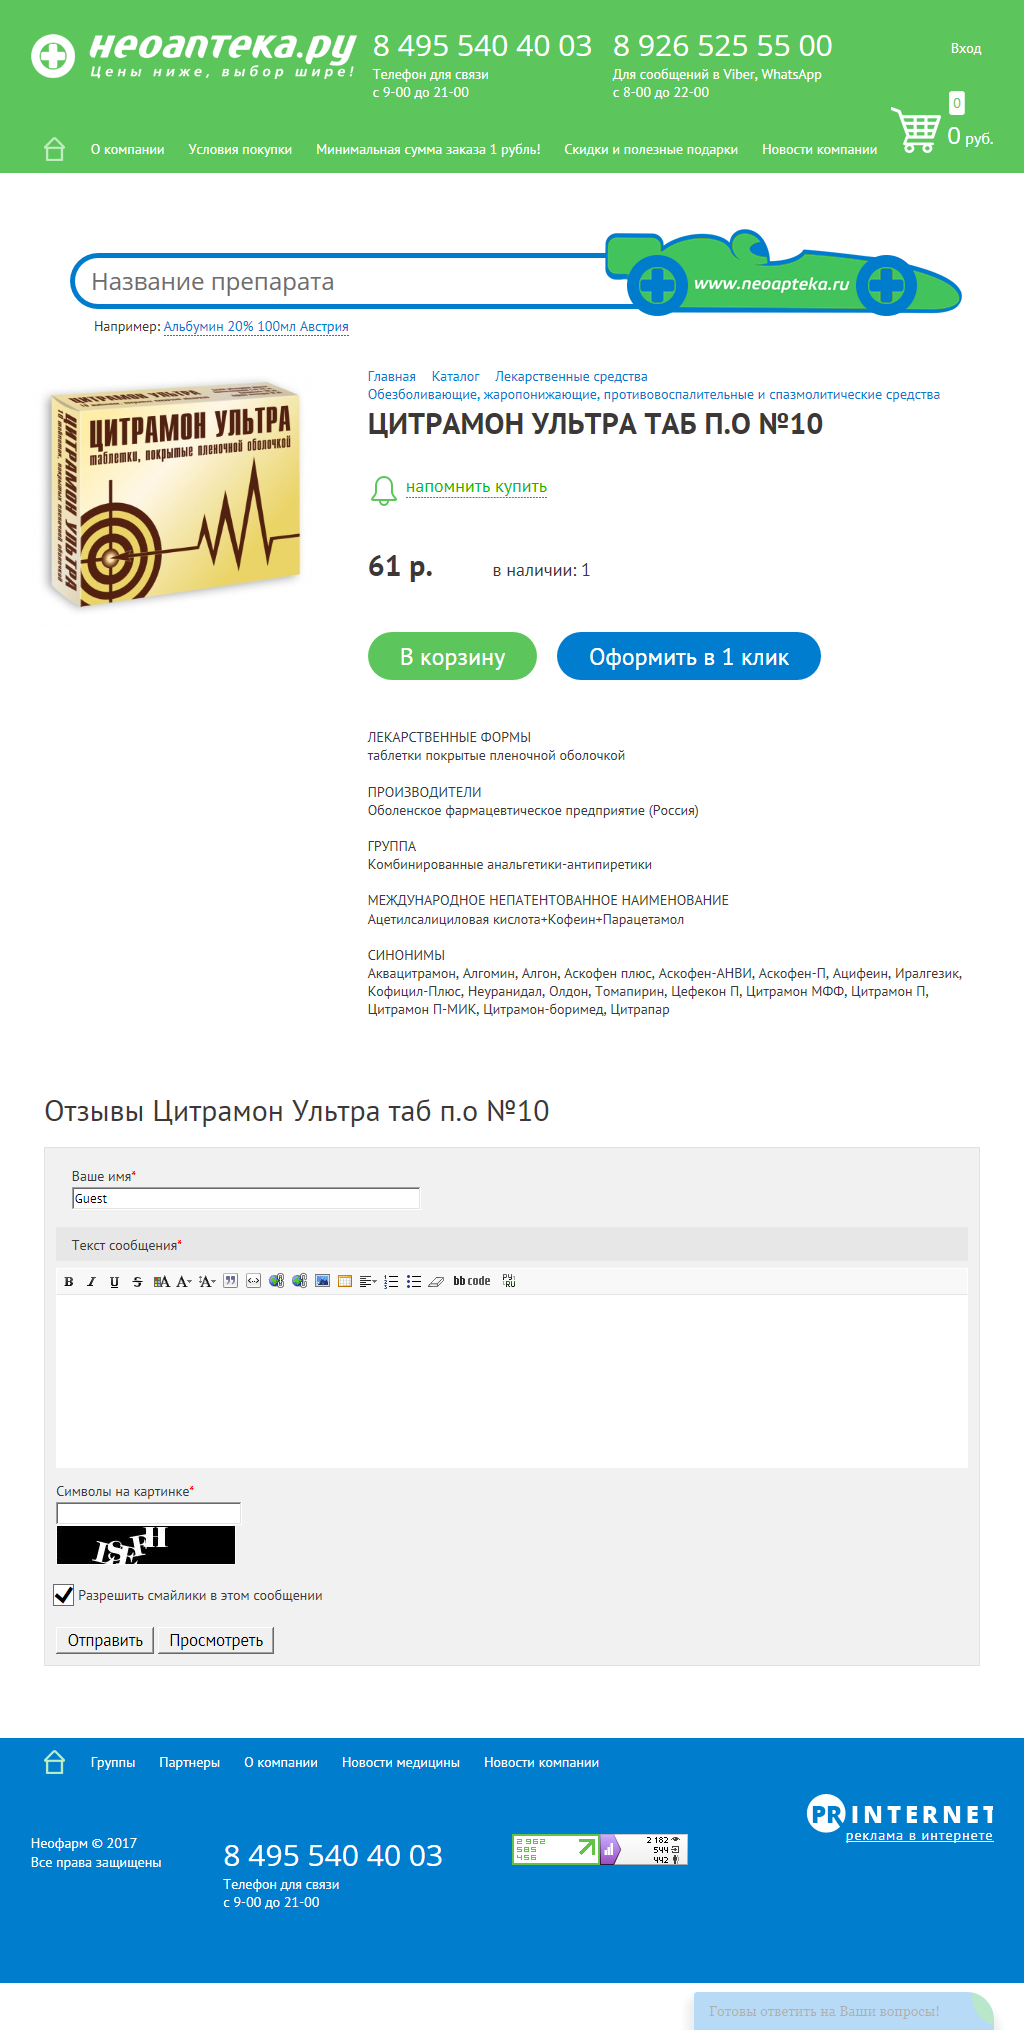 неоаптека.ру
Цены ниже, выбор шире!
8 495 540 40 03
Телефон для связи
с 9-00 до 21-00
8 926 525 55 00
Для сообщений в Viber, WhatsApp
с 8-00 до 22-00
Вход
0
0 руб.
О компании Условия покупки Минимальная сумма заказа 1 рубль! Скидки и полезные подарки Новости компании
Название препарата
www.neoapteka.ru
Например: Альбумин 20% 100мл Австрия
ЦИТРАМОН УЛЬТРА
ЦИТРАМОН УЛЬТРА
таблетки, покрытые пленочной оболочкой
ЦИТРАМОН УЛЬТРА
Главная Каталог Лекарственные средства
Обезболивающие, жаропонижающие, противовоспалительные и спазмолитические средства
ЦИТРАМОН УЛЬТРА ТАБ П.О №10
напомнить купить
61 р.
в наличии: 1
В корзину
Оформить в 1 клик
ЛЕКАРСТВЕННЫЕ ФОРМЫ
таблетки покрытые пленочной оболочкой
ПРОИЗВОДИТЕЛИ
Оболенское фармацевтическое предприятие (Россия)
ГРУППА
Комбинированные анальгетики-антипиретики
МЕЖДУНАРОДНОЕ НЕПАТЕНТОВАННОЕ НАИМЕНОВАНИЕ
Ацетилсалициловая кислота+Кофеин+Парацетамол
СИНОНИМЫ
Аквацитрамон, Алгомин, Алгон, Аскофен плюс, Аскофен-АНВИ, Аскофен-П, Ацифеин, Иралгезик,
Кофицил-Плюс, Неуранидал, Олдон, Томапирин, Цефекон П, Цитрамон МФФ, Цитрамон П,
Цитрамон П-МИК, Цитрамон-боримед, Цитрапар
Отзывы Цитрамон Ультра таб п.о №10
Ваше имя*
Guest
Текст сообщения*
B I U S A A A bb code РУ: :RU
Символы на картинке*
Разрешить смайлики в этом сообщении
Отправить Просмотреть
Группы Партнеры О компании Новости медицины Новости компании
PR INTERNET
реклама в интернете
Неофарм © 2017
Все права защищены
8 495 540 40 03
Телефон для связи
с 9-00 до 21-00
2 962
585
456
2 182
544
442
Готовы ответить на Ваши вопросы!